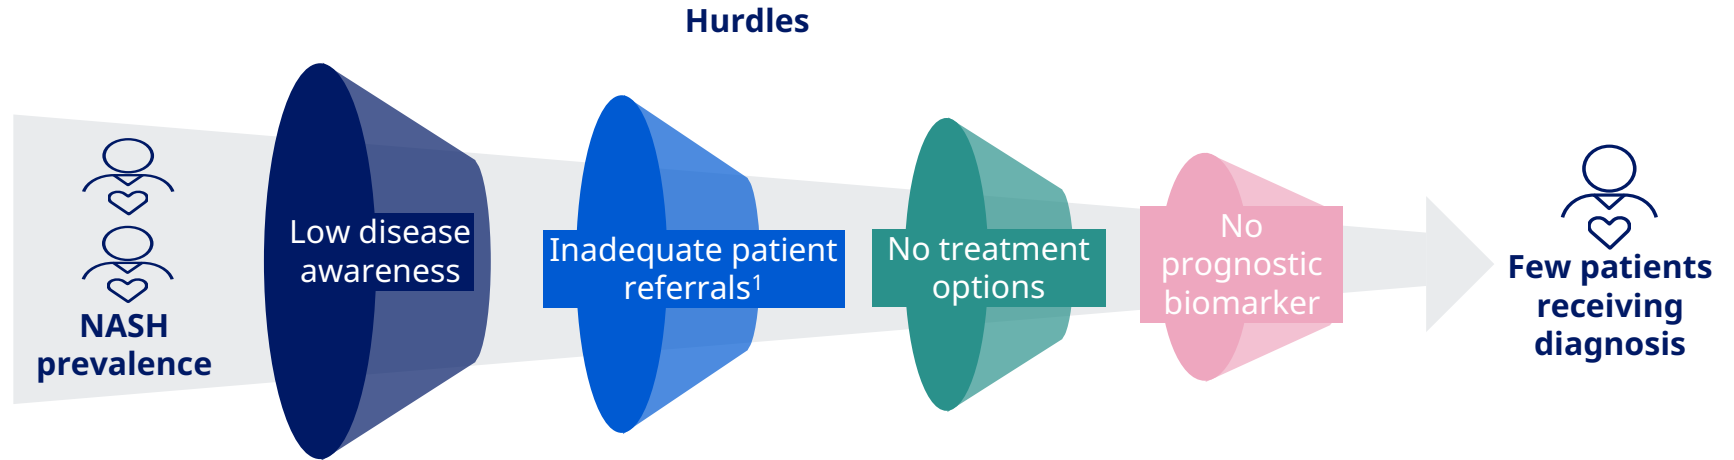 Hurdles
NASH
prevalence
Low disease
awareness
Inadequate patient
referrals¹
No treatment
options
No
prognostic
biomarker
Few patients
receiving
diagnosis